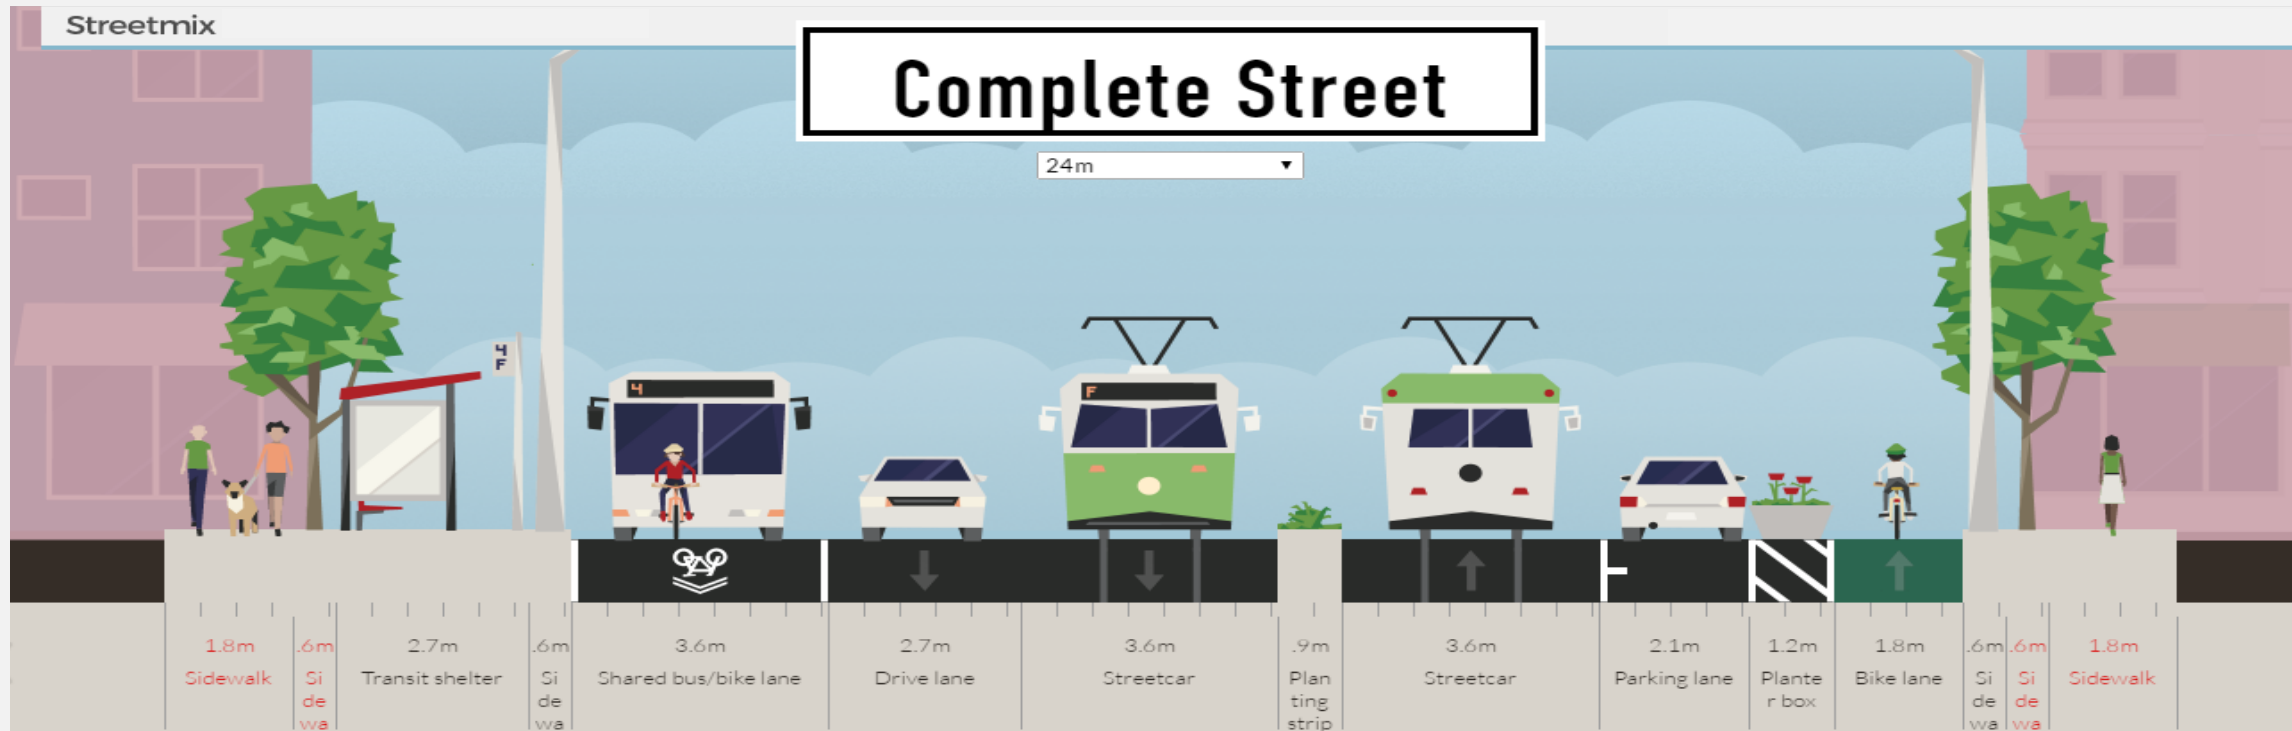 Streetmix
Complete Street
24m
4
F
4
F
1.8m
Sidewalk
.6m
Si
de
wa
2.7m
Transit shelter
.6m
Si
de
wa
3.6m
Shared bus/bike lane
2.7m
Drive lane
3.6m
Streetcar
.9m
Plan
ting
strip
3.6m
Streetcar
2.1m
Parking lane
1.2m
Plante
r box
1.8m
Bike lane
.6m
Si
de
wa
.6m
Si
de
wa
1.8m
Sidewalk